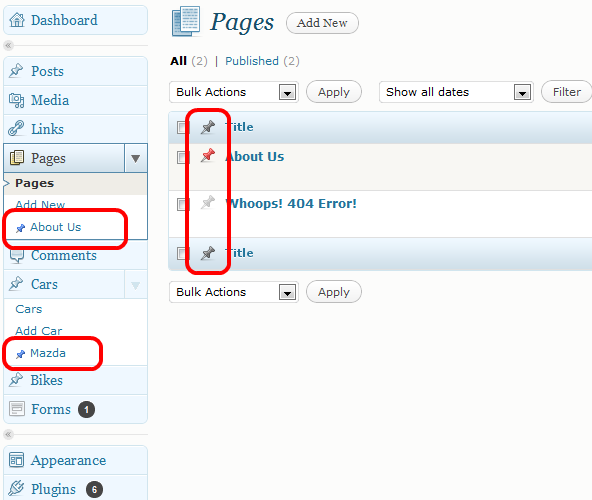 Dashboard
Posts
Media
Links
Pages
Pages
Add New
About Us
Comments
Cars
Cars
Add Car
Mazda
Bikes
Forms 1
Appearance
Plugins 6
Pages Add New
All (2) | Published (2)
Bulk Actions Apply Show all dates Filter
Title
About Us
Whoops! 404 Error!
Title
Bulk Actions Apply